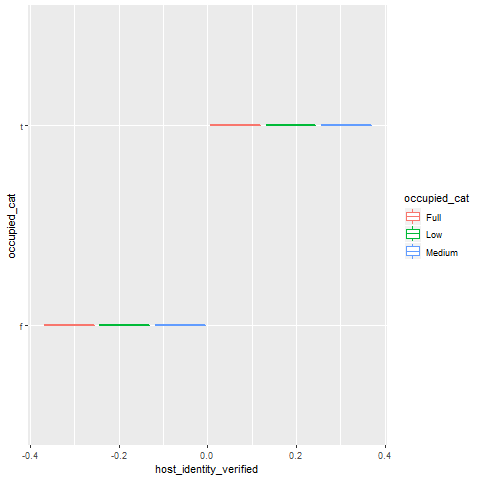 occupied_cat
t
f
-0.4
-0.2
0.0
0.2
0.4
host_identity_verified
occupied_cat
Full
Low
Medium